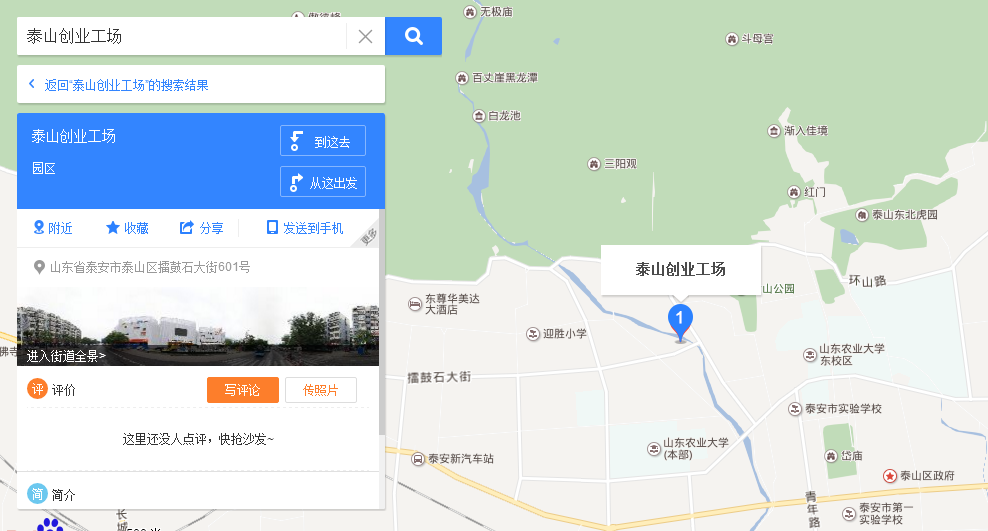 泰山创业工场
返回"泰山创业工场"的搜索结果
泰山创业工场
园区
到这去
从这出发
附近
收藏
分享
发送到手机
更多
山东省泰安市泰山区擂鼓石大街601号
进入街道全景>
评
评价
写评论
传照片
这里还没人点评，快抢沙发~
简
简介
无极庙
斗母宫
百丈崖黑龙潭
白龙池
渐入佳境
三阳观
红门
泰山东北虎园
泰山创业工场
1
山公园
环山路
东尊华美达
大酒店
迎胜小学
山东农业大学
东校区
擂鼓石大街
泰安市实验学校
山东农业大学
(本部)
泰安新汽车站
岱庙
泰山区政府
青年路
泰安市第一
实验学校
长城